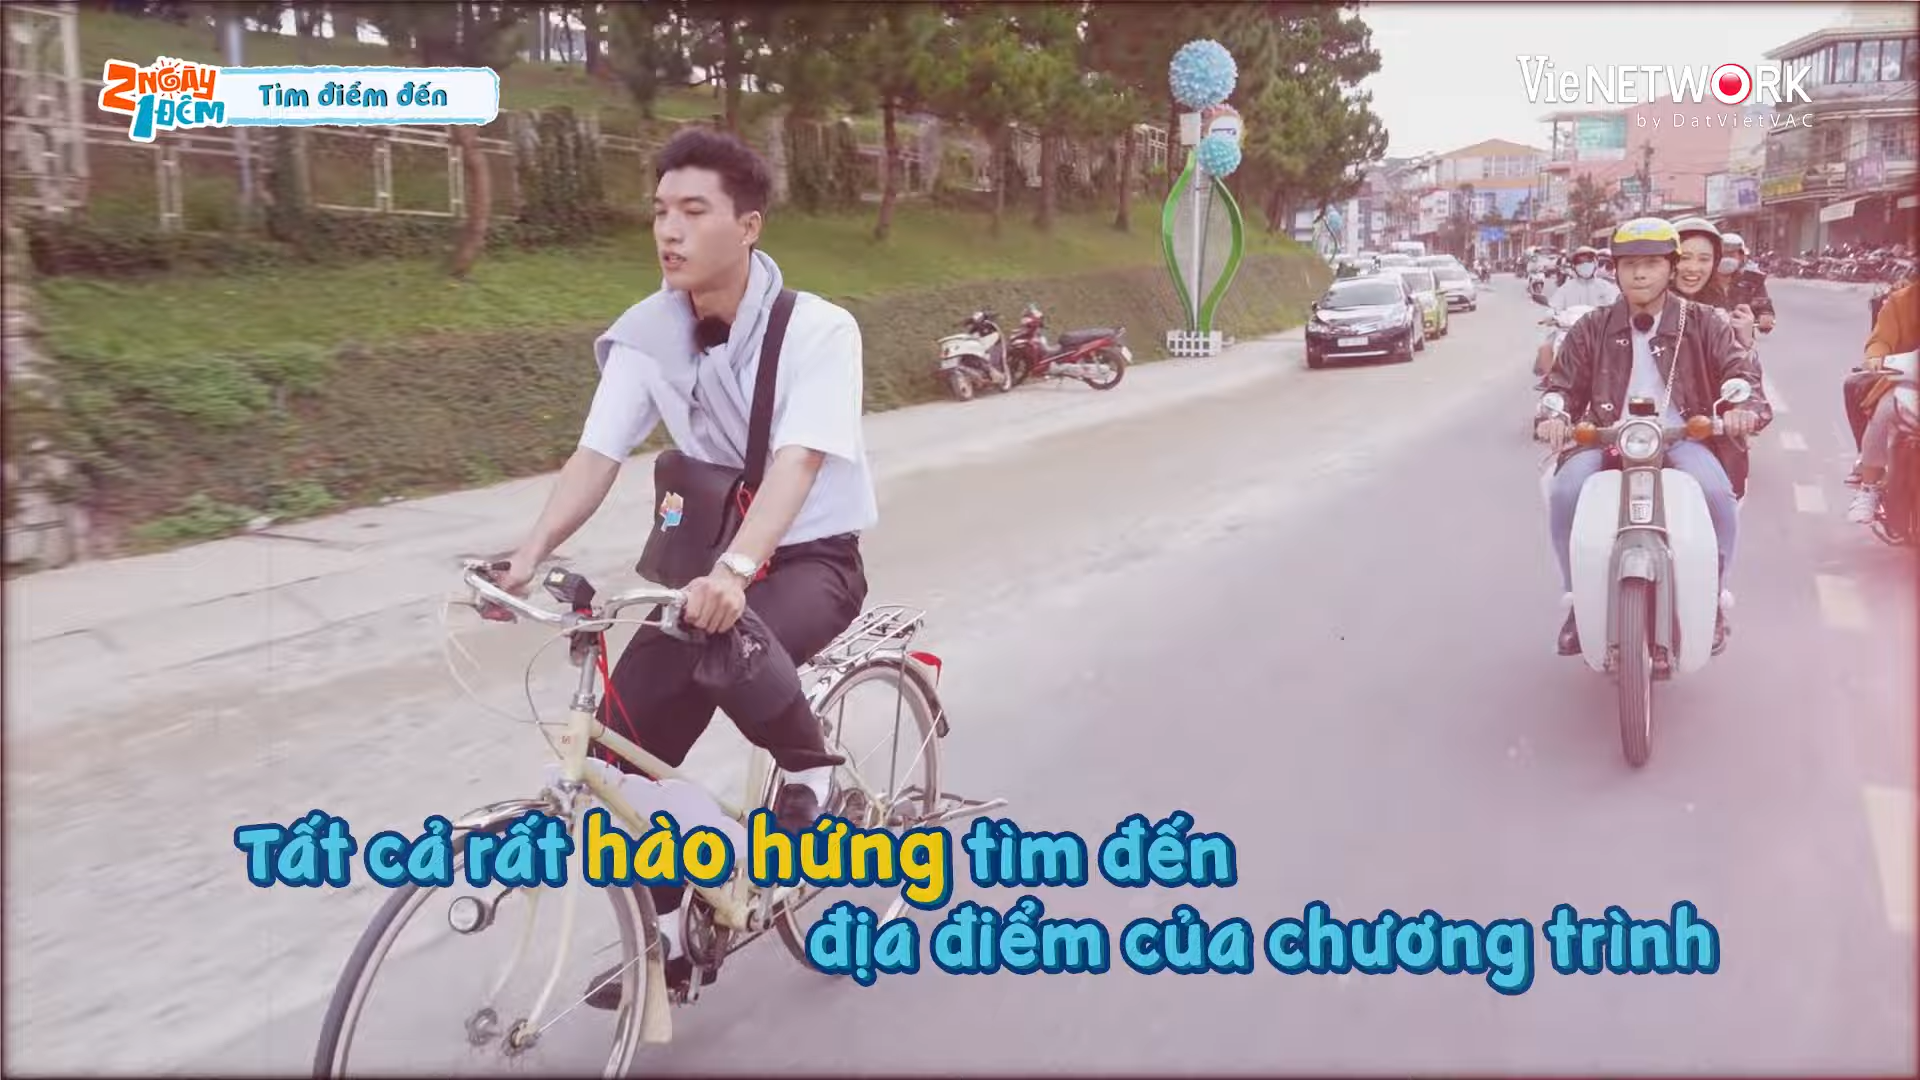 2 NGÀY
1 ĐÊM
Tìm điểm đến
VieNETWORK
by DatVietVAC
Tất cả rất hào hứng tìm đến
địa điểm của chương trình